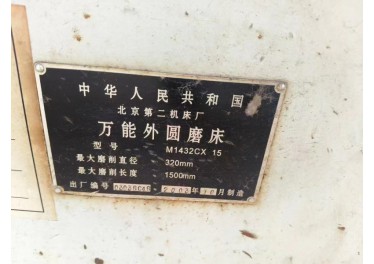 中华人民共和国
北京第二机床厂
万能外圆磨床
型号 M1432CX 15
最大磨削直径 320mm
最大磨削长度 1500mm
出厂编号 年 月制造